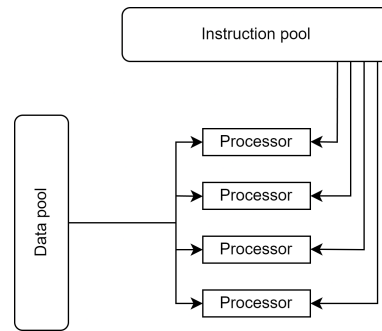 Instruction pool
Data pool
Processor
Processor
Processor
Processor